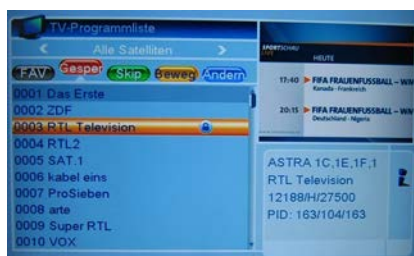 TV-Programmliste
Alle Satelliten
FAV Gesper Skip Beweg Ändern
0001 Das Erste
0002 ZDF
0003 RTL Television
0004 RTL2
0005 SAT.1
0006 kabel eins
0007 ProSieben
0008 arte
0009 Super RTL
0010 VOX
SPORTSCHAU
LIVE
HEUTE
17:40 FIFA FRAUENFUSSBALL – WM
Kanada - Frankreich
20:15 FIFA FRAUENFUSSBALL – WM
Deutschland - Nigeria
ASTRA 1C,1E,1F,1
RTL Television
12188/H/27500
PID: 163/104/163